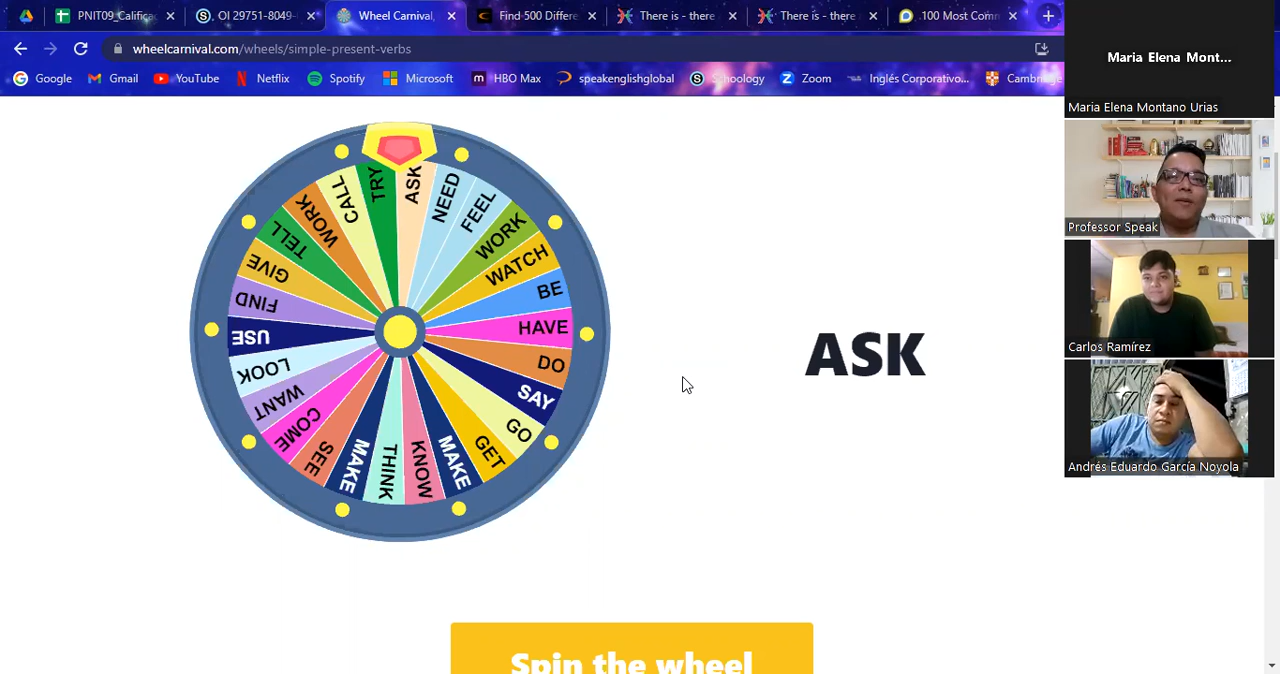 PNIT09_Califica
OI 29751-8049-
Wheel Carnival,
Find 500 Differe
There is - there
There is - there
100 Most Comm
wheelcarnival.com/wheels/simple-present-verbs
Google
Gmail
YouTube
Netflix
Spotify
Microsoft
HBO Max
speakenglishglobal
Schoology
Zoom
Inglés Corporativo...
Cambridge
Maria Elena Mont...
Maria Elena Montano Urias
Professor Speak
Carlos Ramírez
Andrés Eduardo García Noyola
ASK
NEED
FEEL
WORK
WATCH
BE
HAVE
DO
SAY
GO
GET
MAKE
KNOW
THINK
MAKE
SEE
COME
WANT
LOOK
USE
FIND
GIVE
TELL
WORK
CALL
TRY
ASK
Spin the wheel